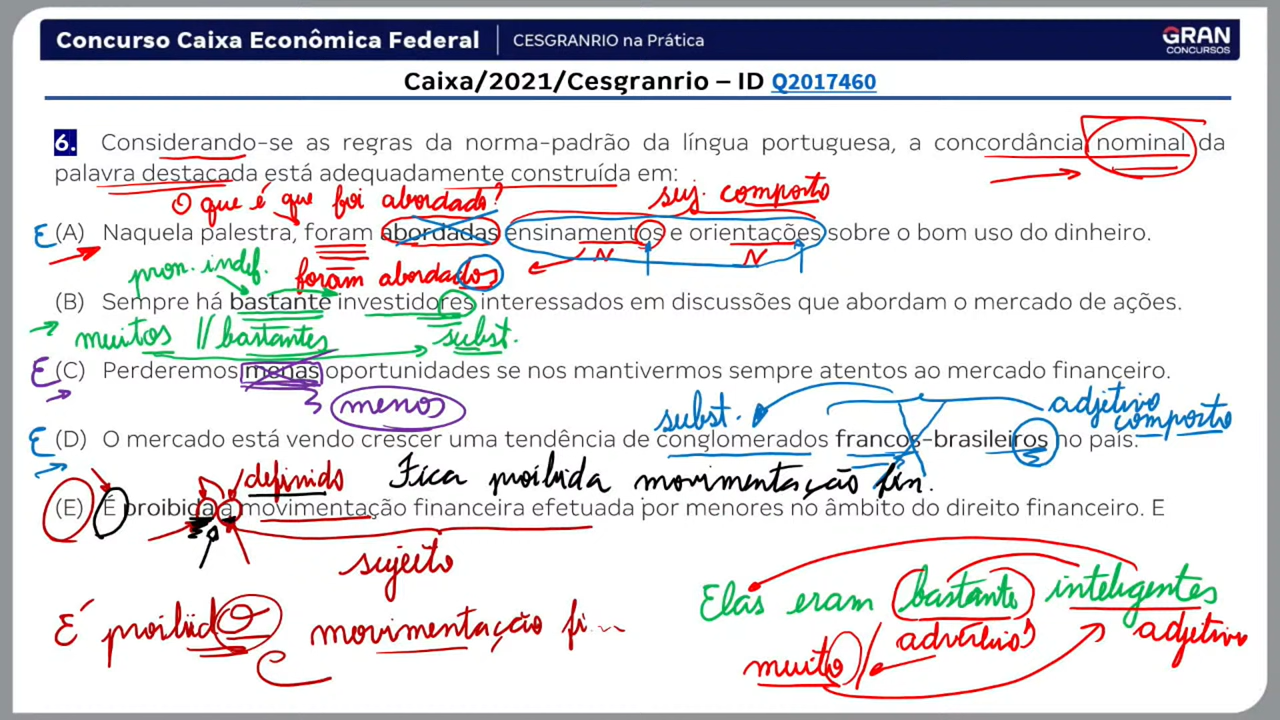 Concurso Caixa Econômica Federal | CESGRANRIO na Prática
GRAN
CONCURSOS
Caixa/2021/Cesgranrio – ID Q2017460
6. Considerando-se as regras da norma-padrão da língua portuguesa, a concordância nominal da
palavra destacada está adequadamente construída em:
O que é que foi abordado?
suj. composto
E (A) Naquela palestra, foram abordadas ensinamentos e orientações sobre o bom uso do dinheiro.
N N
pron. indef.
foram abordados
(B) Sempre há bastante investidores interessados em discussões que abordam o mercado de ações.
muitos // bastantes subst.
E (C) Perderemos menas oportunidades se nos mantivermos sempre atentos ao mercado financeiro.
menos
subst.
adjetivo
composto
E (D) O mercado está vendo crescer uma tendência de conglomerados francos-brasileiros no país.
definido
Fica proibida movimentação fin.
(E) É proibida a movimentação financeira efetuada por menores no âmbito do direito financeiro. E
sujeito
Elas eram bastante inteligentes
É proibido movimentação fi
muito / advérbio adjetivo